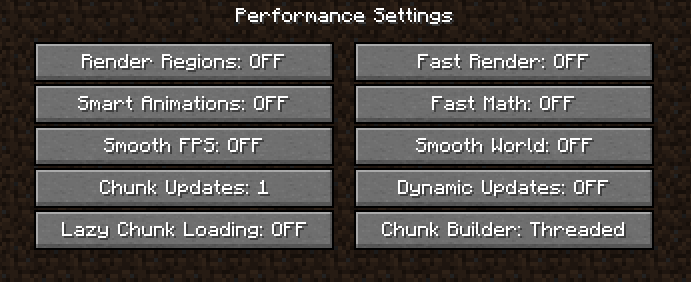 Performance Settings
Render Regions: OFF
Fast Render: OFF
Smart Animations: OFF
Fast Math: OFF
Smooth FPS: OFF
Smooth World: OFF
Chunk Updates: 1
Dynamic Updates: OFF
Lazy Chunk Loading: OFF
Chunk Builder: Threaded